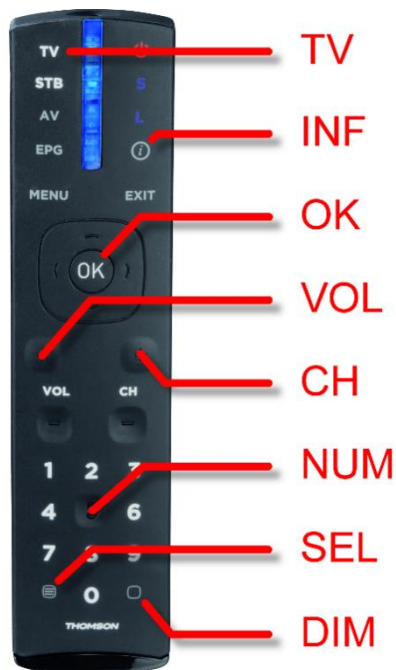 TV TV
STB S
AV L INF
EPG i
MENU EXIT
OK OK
VOL
VOL CH CH
1 2 3 NUM
4 6
7 8 9 SEL
0
THOMSON DIM